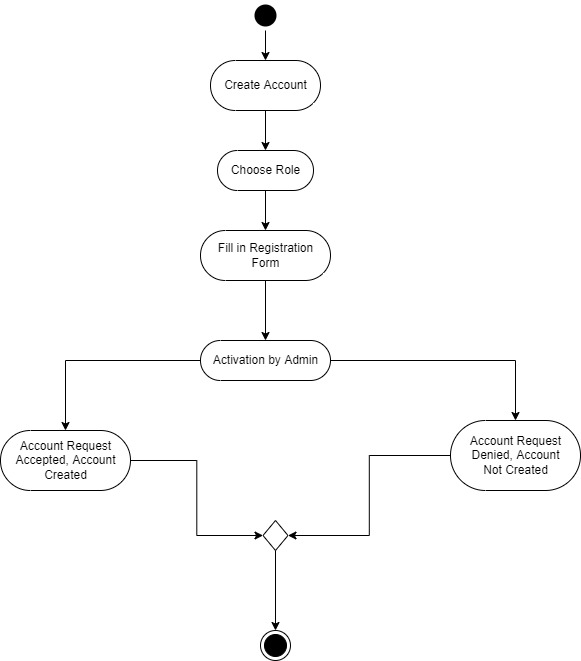 Create Account
Choose Role
Fill in Registration
Form
Activation by Admin
Account Request
Accepted, Account
Created
Account Request
Denied, Account
Not Created